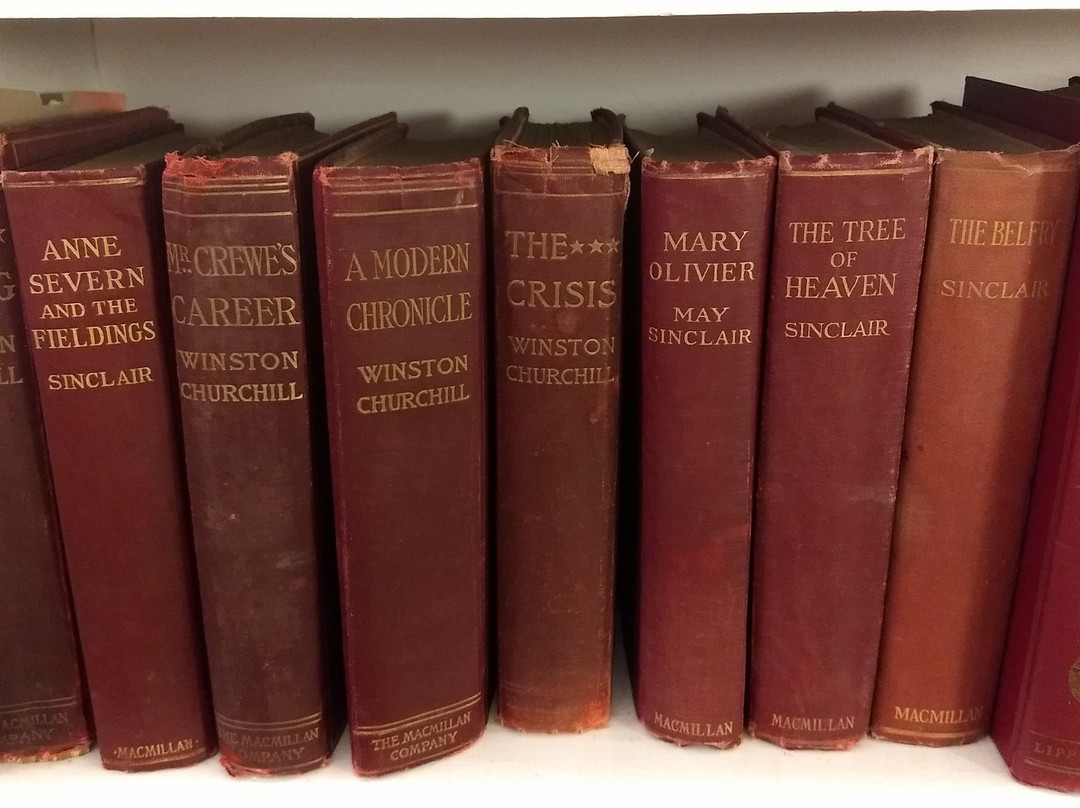 ANNE
SEVERN
AND THE
FIELDINGS
SINCLAIR
MACMILLAN
MR. CREWE'S
CAREER
WINSTON
CHURCHILL
THE MACMILLAN
COMPANY
A MODERN
CHRONICLE
WINSTON
CHURCHILL
THE MACMILLAN
COMPANY
THE★★★
CRISIS
WINSTON
CHURCHILL
MARY
OLIVIER
MAY
SINCLAIR
MACMILLAN
THE TREE
OF
HEAVEN
SINCLAIR
MACMILLAN
THE BELFRY
SINCLAIR
MACMILLAN